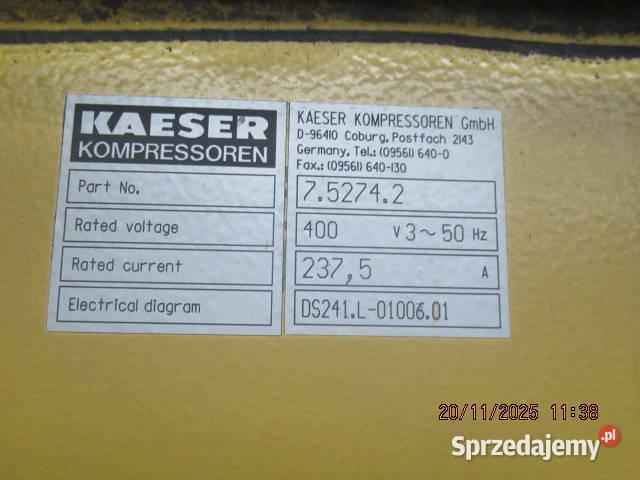 KAESER
KOMPRESSOREN
KAESER KOMPRESSOREN GmbH
D-96410 Coburg, Postfach 2143
Germany, Tel.: (09561) 640-0
Fax.: (09561) 640-130
Part No. 7.5274.2
Rated voltage 400 V 3~ 50 Hz
Rated current 237,5 A
Electrical diagram DS241.L-01006.01
20/11/2025 11:38
Sprzedajemy.pl